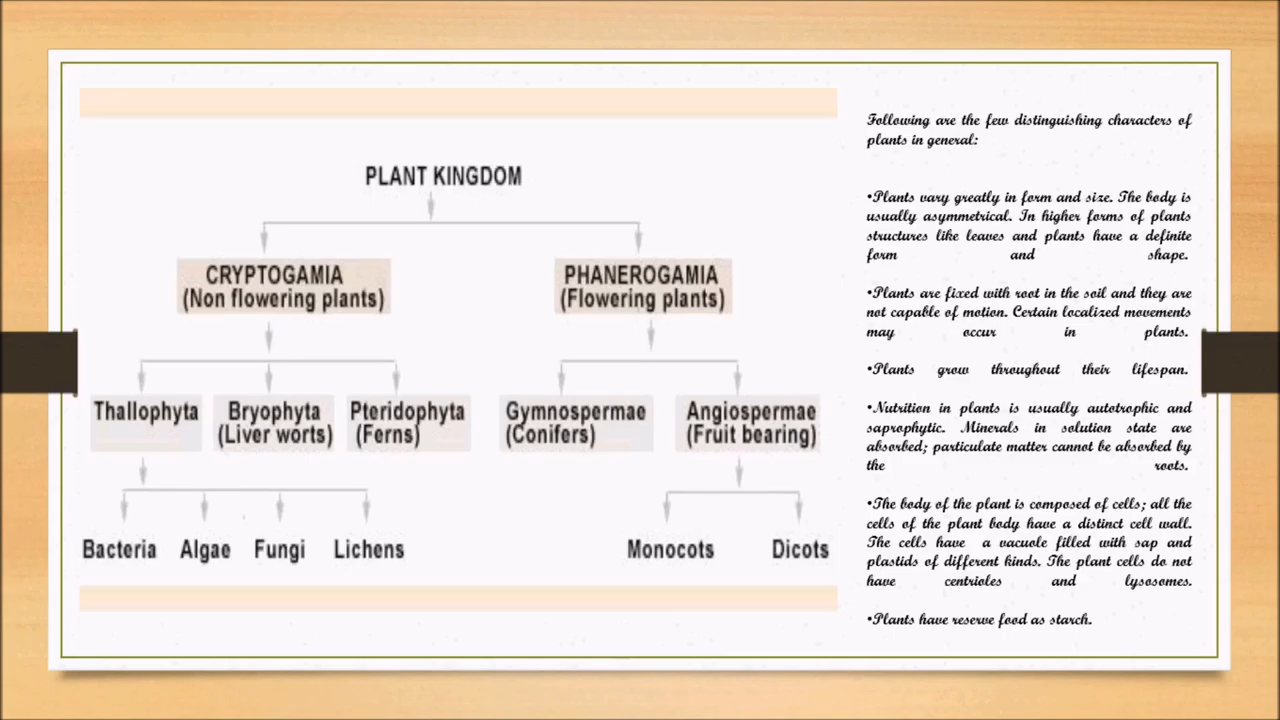 PLANT KINGDOM
CRYPTOGAMIA
(Non flowering plants)
PHANEROGAMIA
(Flowering plants)
Thallophyta
Bryophyta
(Liver worts)
Pteridophyta
(Ferns)
Gymnospermae
(Conifers)
Angiospermae
(Fruit bearing)
Bacteria
Algae
Fungi
Lichens
Monocots
Dicots
Following are the few distinguishing characters of
plants in general:
•Plants vary greatly in form and size. The body is
usually asymmetrical. In higher forms of plants
structures like leaves and plants have a definite
form and shape.
•Plants are fixed with root in the soil and they are
not capable of motion. Certain localized movements
may occur in plants.
•Plants grow throughout their lifespan.
•Nutrition in plants is usually autotrophic and
saprophytic. Minerals in solution state are
absorbed; particulate matter cannot be absorbed by
the roots.
•The body of the plant is composed of cells; all the
cells of the plant body have a distinct cell wall.
The cells have a vacuole filled with sap and
plastids of different kinds. The plant cells do not
have centrioles and lysosomes.
•Plants have reserve food as starch.